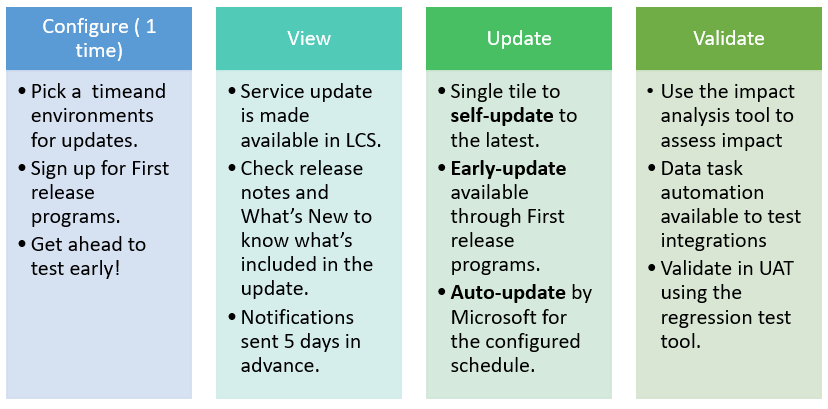 Configure ( 1
time)
• Pick a timeand
environments
for updates.
• Sign up for First
release
programs.
• Get ahead to
test early!
View
• Service update
is made
available in LCS.
• Check release
notes and
What's New to
know what's
included in the
update.
• Notifications
sent 5 days in
advance.
Update
• Single tile to
self-update to
the latest.
• Early-update
available
through First
release
programs.
• Auto-update by
Microsoft for
the configured
schedule.
Validate
• Use the impact
analysis tool to
assess impact
• Data task
automation
available to test
integrations
• Validate in UAT
using the
regression test
tool.